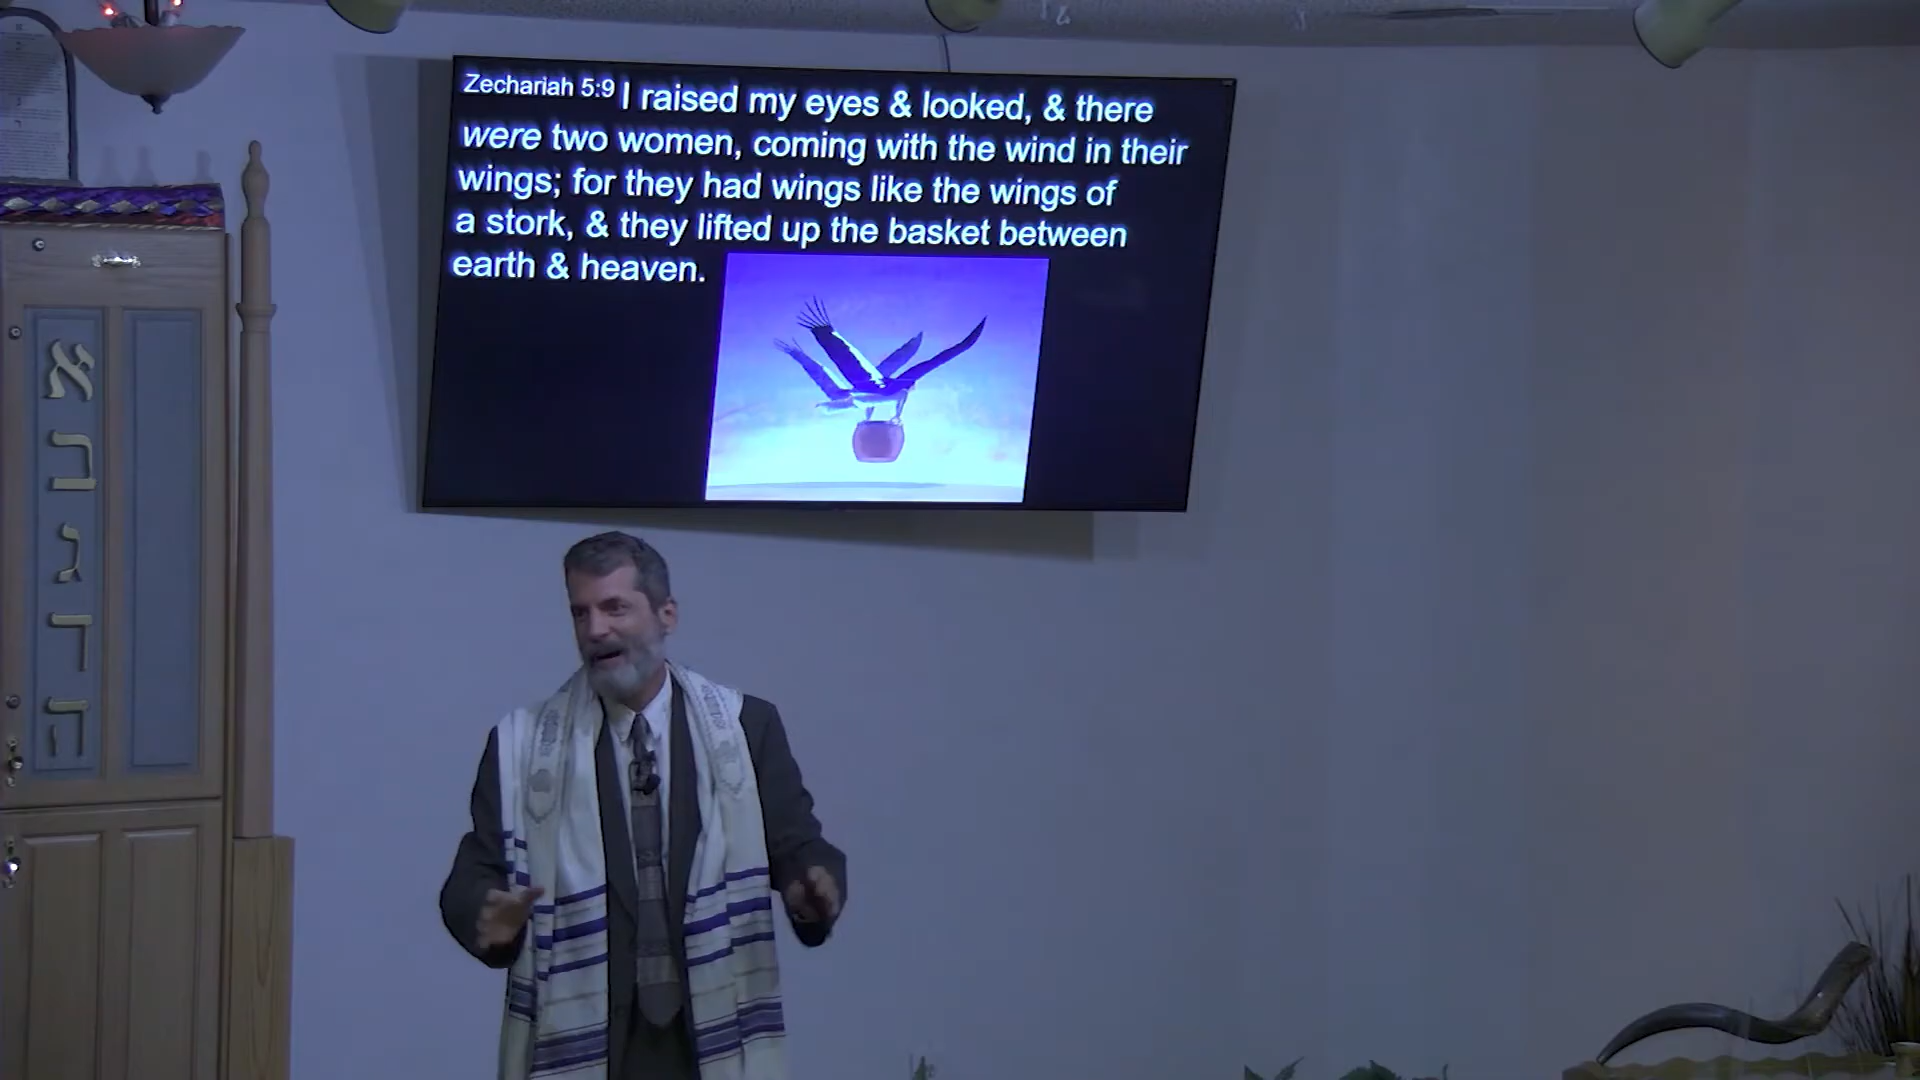 Zechariah 5:9 I raised my eyes & looked, & there
were two women, coming with the wind in their
wings; for they had wings like the wings of
a stork, & they lifted up the basket between
earth & heaven.
א
ב
ג
ד
ה